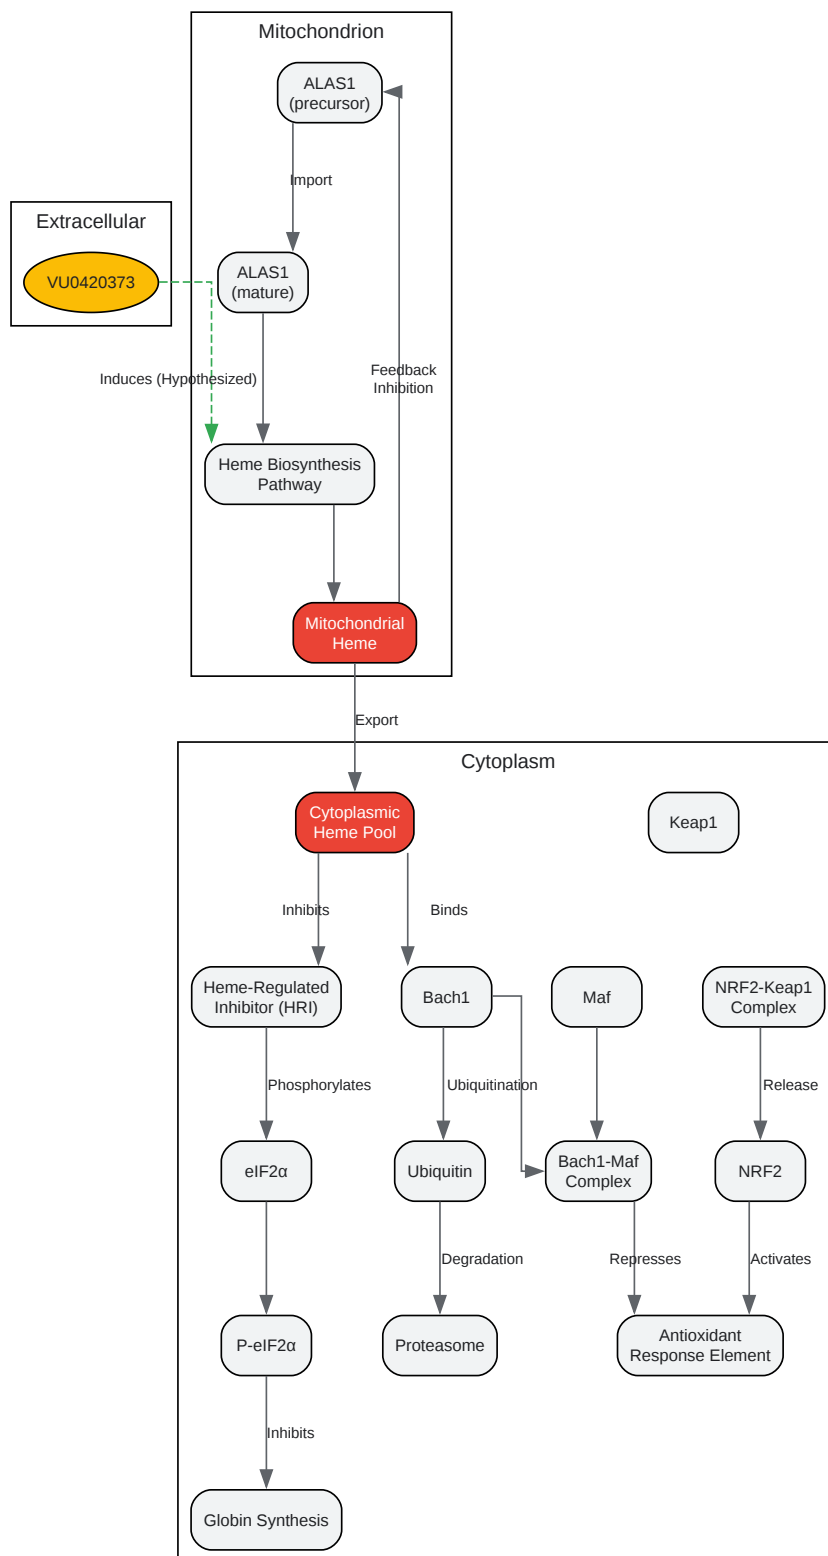 Mitochondrion
ALAS1
(precursor)
Import
Extracellular
VU0420373
ALAS1
(mature)
Induces (Hypothesized)
Feedback
Inhibition
Heme Biosynthesis
Pathway
Mitochondrial
Heme
Export
Cytoplasm
Cytoplasmic
Heme Pool
Keap1
Inhibits
Binds
Heme-Regulated
Inhibitor (HRI)
Bach1
Maf
NRF2-Keap1
Complex
Phosphorylates
Ubiquitination
Release
eIF2α
Ubiquitin
Bach1-Maf
Complex
NRF2
Degradation
Represses
Activates
P-eIF2α
Proteasome
Antioxidant
Response Element
Inhibits
Globin Synthesis